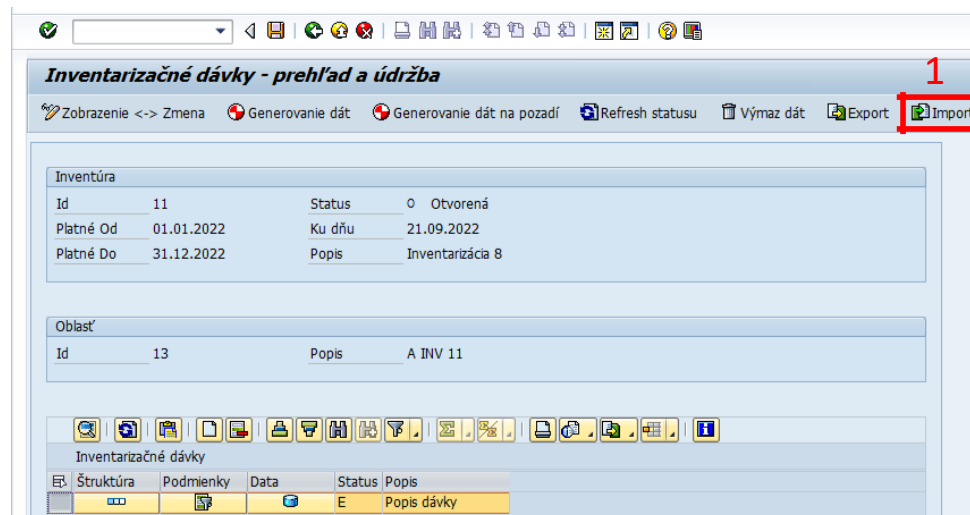 Inventarizačné dávky - prehľad a údržba
1
Zobrazenie <-> Zmena Generovanie dát Generovanie dát na pozadí Refresh statusu Výmaz dát Export Import
Inventúra
Id 11 Status O Otvorená
Platné Od 01.01.2022 Ku dňu 21.09.2022
Platné Do 31.12.2022 Popis Inventarizácia 8
Oblasť
Id 13 Popis A INV 11
Inventarizačné dávky
Štruktúra Podmienky Data Status Popis
E Popis dávky